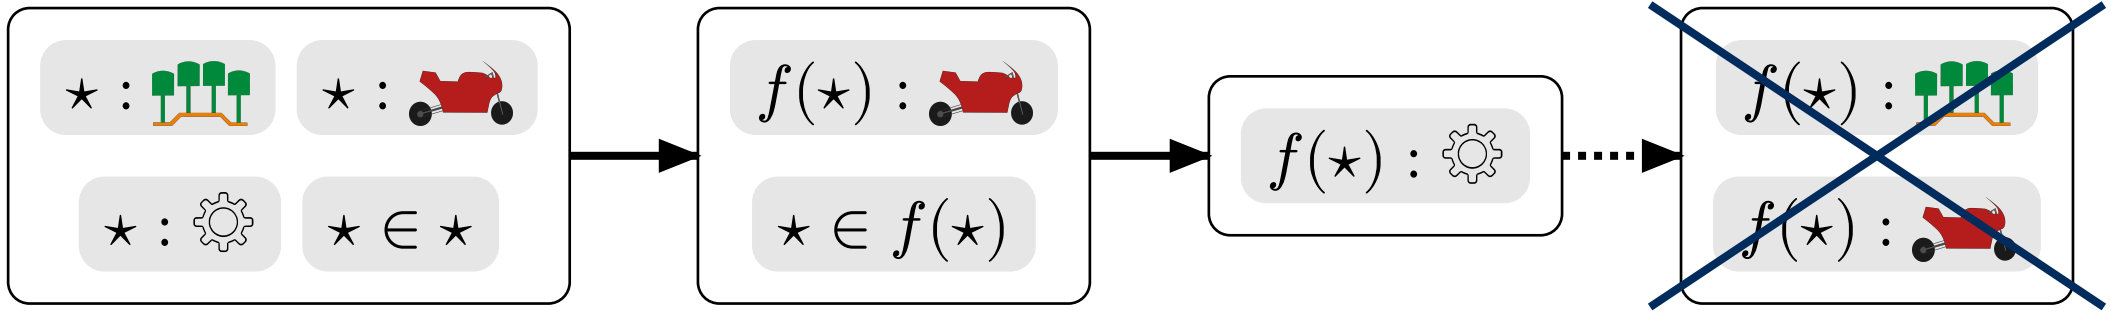 ⋆ :
⋆ :
⋆ :
⋆ ∈ ⋆
f(⋆) :
⋆ ∈ f(⋆)
f(⋆) :
f(⋆) :
f(⋆) :